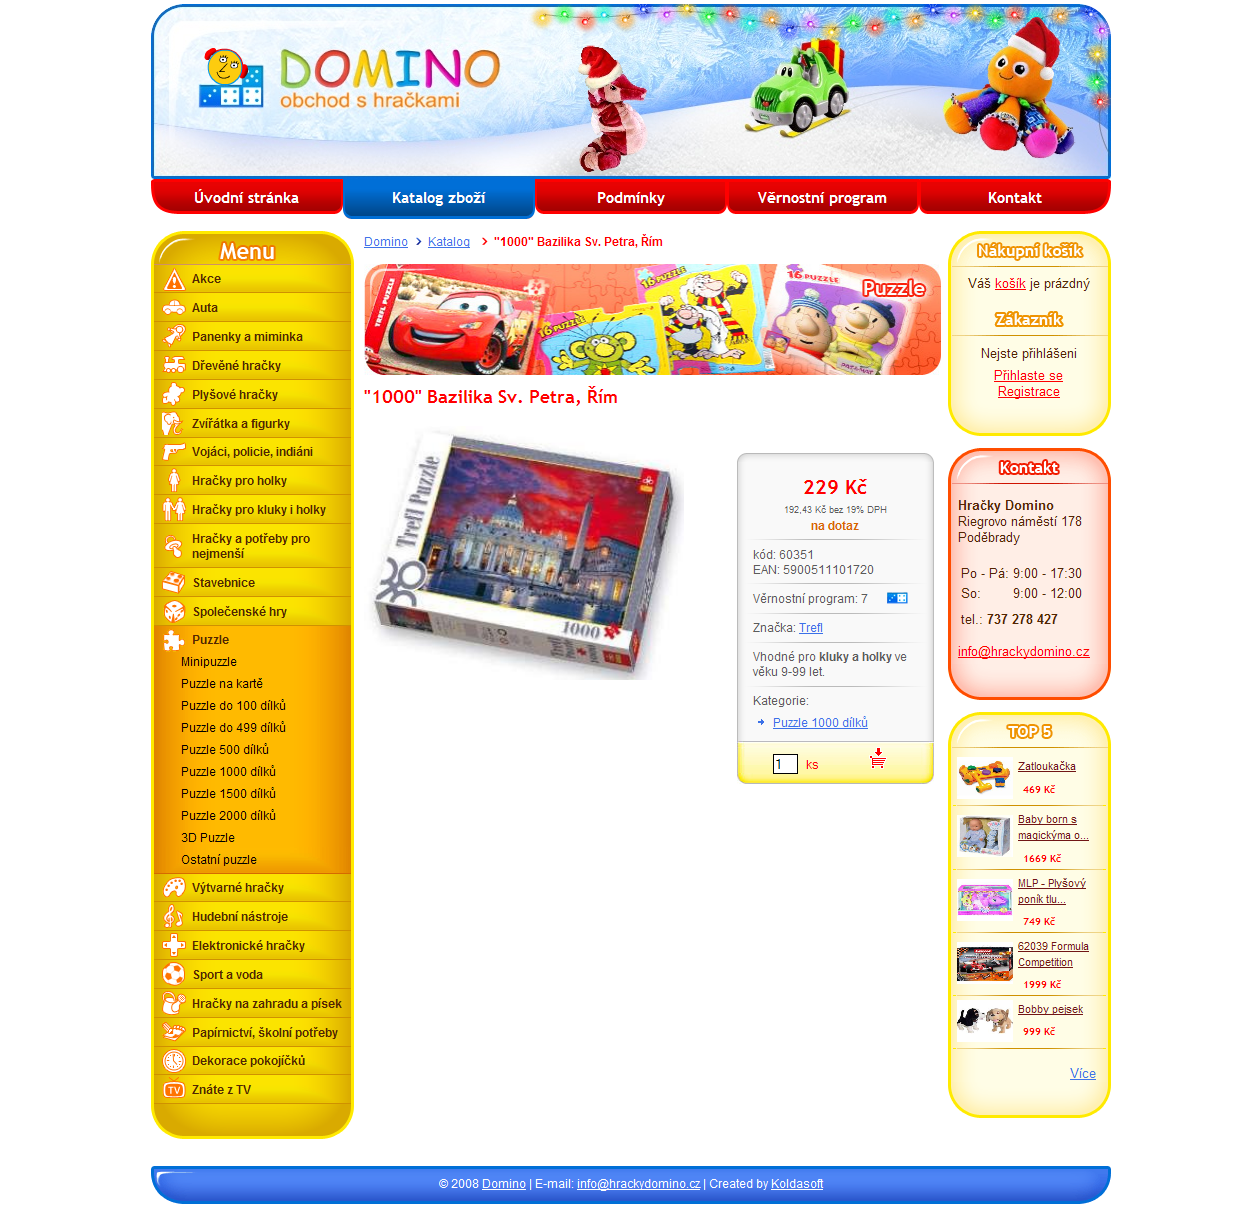 DOMINO
obchod s hračkami
Úvodní stránka
Katalog zboží
Podmínky
Věrnostní program
Kontakt
Menu
Akce
Auta
Panenky a miminka
Dřevěné hračky
Plyšové hračky
Zvířátka a figurky
Vojáci, policie, indiáni
Hračky pro holky
Hračky pro kluky i holky
Hračky a potřeby pro
nejmenší
Stavebnice
Společenské hry
Puzzle
Minipuzzle
Puzzle na kartě
Puzzle do 100 dílků
Puzzle do 499 dílků
Puzzle 500 dílků
Puzzle 1000 dílků
Puzzle 1500 dílků
Puzzle 2000 dílků
3D Puzzle
Ostatní puzzle
Výtvarné hračky
Hudební nástroje
Elektronické hračky
Sport a voda
Hračky na zahradu a písek
Papírnictví, školní potřeby
Dekorace pokojíčků
TV
Znáte z TV
Domino
Katalog
"1000" Bazilika Sv. Petra, Řím
TREFL PUZZLE
16 PUZZLE
16 PUZZLE
Puzzle
"1000" Bazilika Sv. Petra, Řím
Trefl Puzzle
1000
229 Kč
192,43 Kč bez 19% DPH
na dotaz
kód: 60351
EAN: 5900511101720
Věrnostní program: 7
Značka: Trefl
Vhodné pro kluky a holky ve
věku 9-99 let.
Kategorie:
Puzzle 1000 dílků
1 ks
Nákupní košík
Váš košík je prázdný
Zákazník
Nejste přihlášeni
Přihlaste se
Registrace
Kontakt
Hračky Domino
Riegrovo náměstí 178
Poděbrady
Po - Pá: 9:00 - 17:30
So: 9:00 - 12:00
tel.: 737 278 427
info@hrackydomino.cz
TOP 5
Zatloukačka
469 Kč
Baby born s
magickýma o...
1669 Kč
MLP - Plyšový
poník tlu...
749 Kč
62039 Formula
Competition
1999 Kč
Bobby pejsek
999 Kč
Více
© 2008 Domino | E-mail: info@hrackydomino.cz | Created by Koldasoft